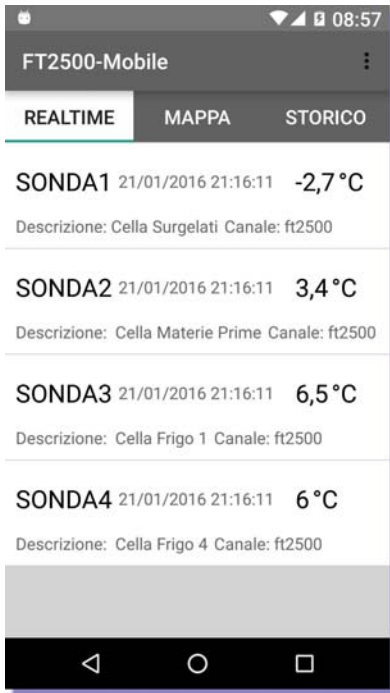 08:57
FT2500-Mobile
REALTIME MAPPA STORICO
SONDA1 21/01/2016 21:16:11 -2,7°C
Descrizione: Cella Surgelati Canale: ft2500
SONDA2 21/01/2016 21:16:11 3,4°C
Descrizione: Cella Materie Prime Canale: ft2500
SONDA3 21/01/2016 21:16:11 6,5°C
Descrizione: Cella Frigo 1 Canale: ft2500
SONDA4 21/01/2016 21:16:11 6°C
Descrizione: Cella Frigo 4 Canale: ft2500